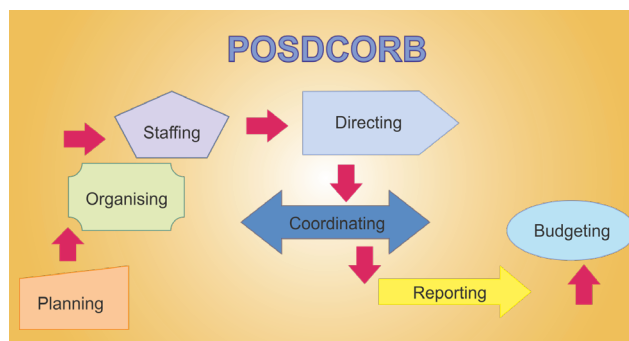 POSDCORB
Planning
Organising
Staffing
Directing
Coordinating
Reporting
Budgeting